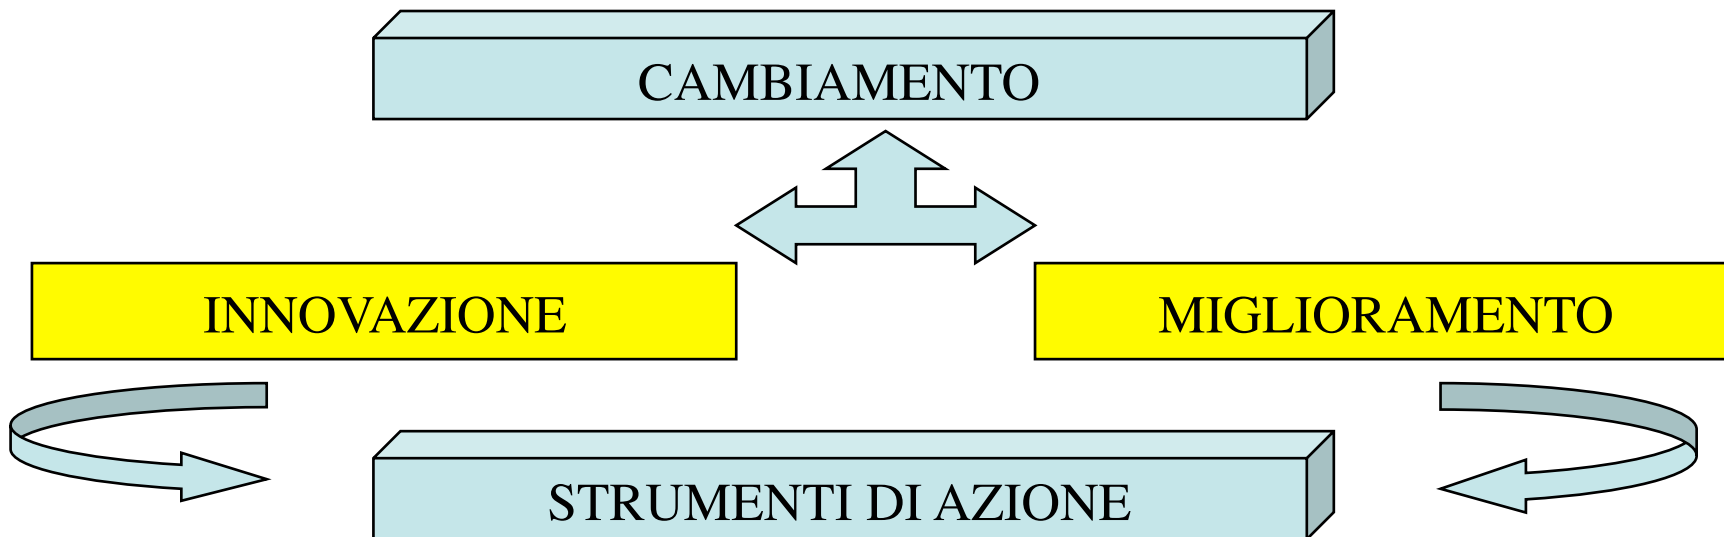 CAMBIAMENTO
INNOVAZIONE
MIGLIORAMENTO
STRUMENTI DI AZIONE